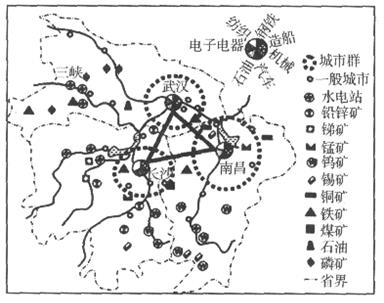 纺织
钢铁
电子电器
造船
机械
石油
汽车
三峡
武汉
长沙
南昌
城市群
一般城市
水电站
铅锌矿
锑矿
锰矿
钨矿
锡矿
铜矿
铁矿
煤矿
石油
磷矿
省界